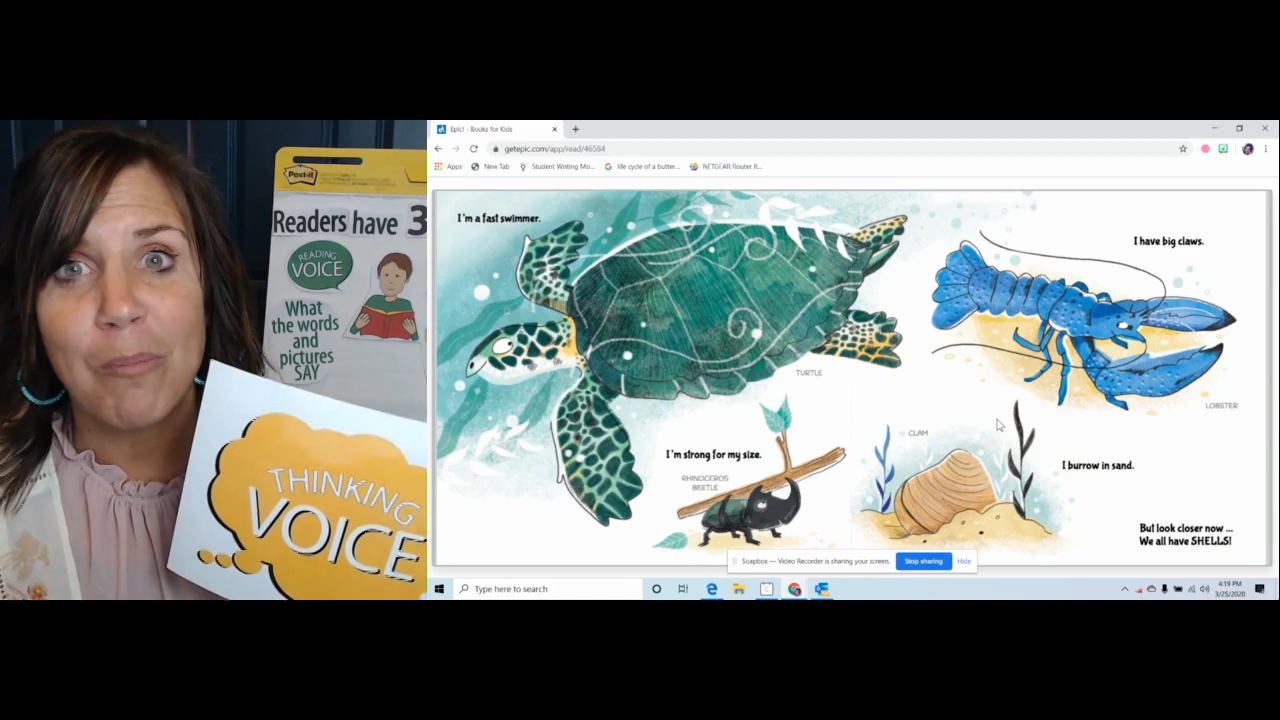 Post-it
Readers have 3
READING
VOICE
What
the words
and
pictures
SAY
THINKING
VOICE
Epic! - Books for Kids
getepic.com/app/read/46584
Apps
New Tab
Student Writing Mo...
life cycle of a butter...
NETGEAR Router R...
I'm a fast swimmer.
I have big claws.
TURTLE
LOBSTER
CLAM
I'm strong for my size.
RHINOCEROS
BEETLE
I burrow in sand.
But look closer now ...
We all have SHELLS!
Soapbox — Video Recorder is sharing your screen.
Stop sharing
Hide
Type here to search
4:19 PM
3/25/2020